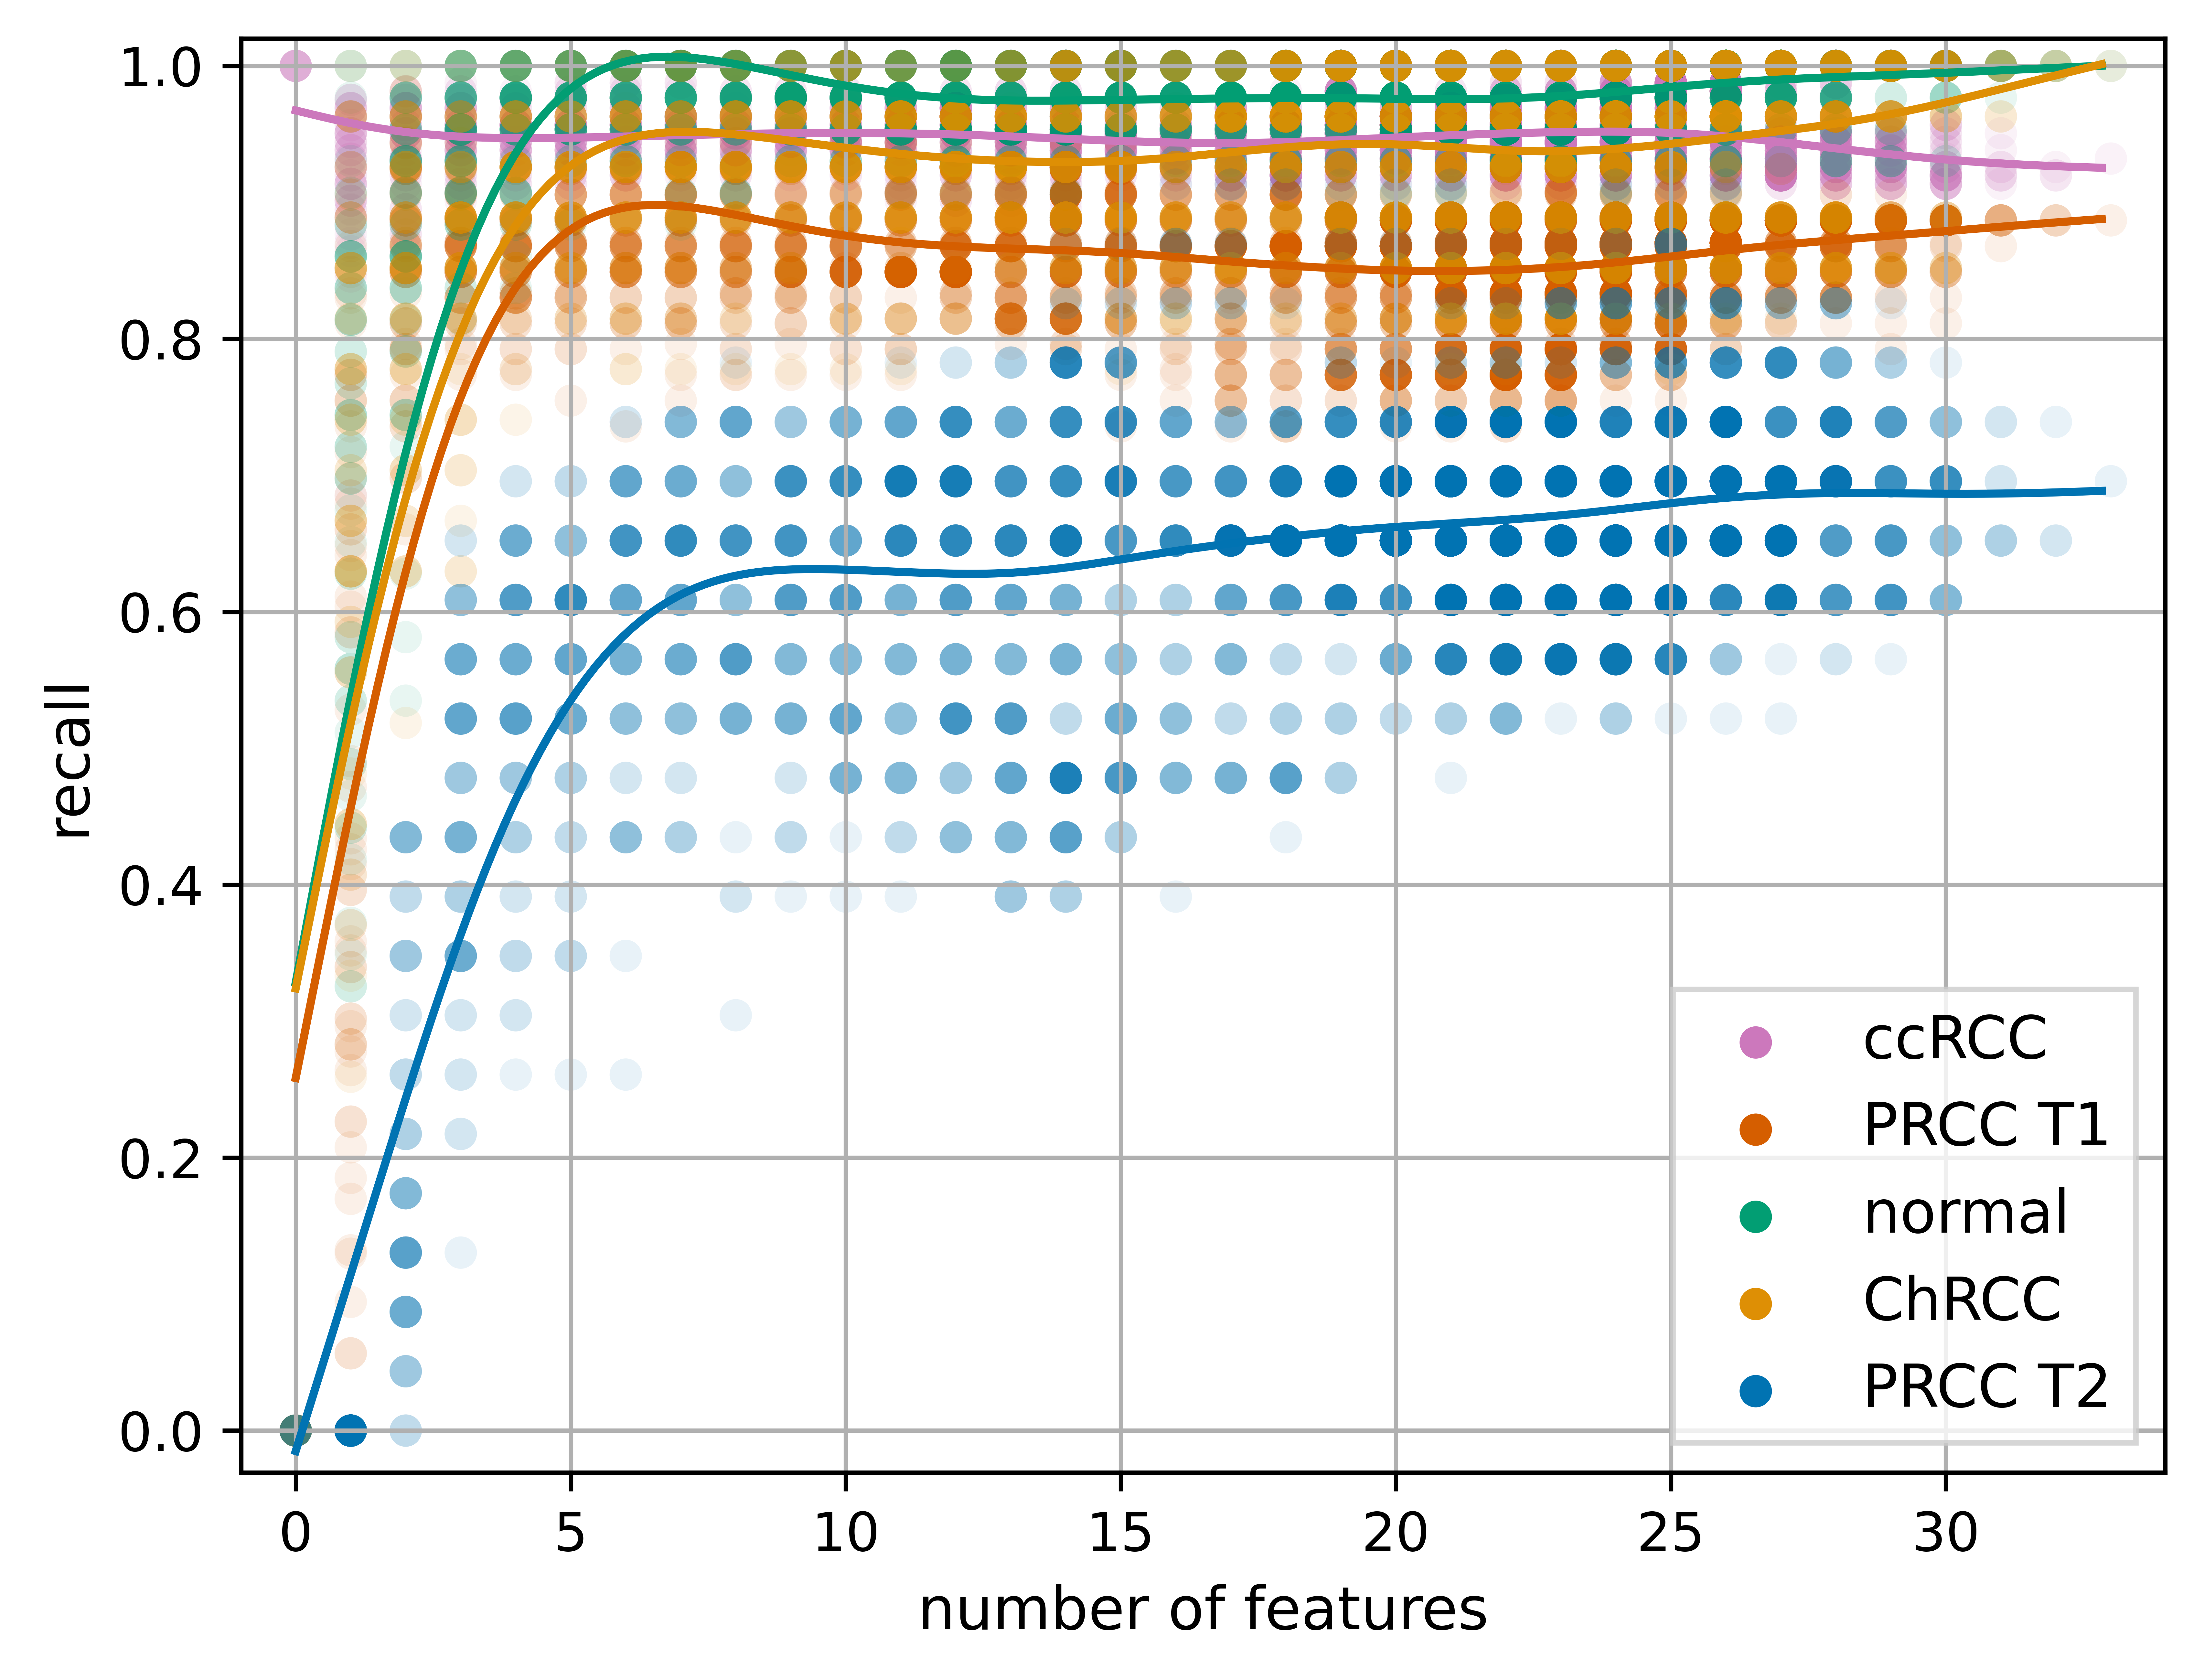 1.0
0.8
0.6
0.4
0.2
0.0
recall
0 5 10 15 20 25 30
number of features
ccRCC
PRCC T1
normal
ChRCC
PRCC T2